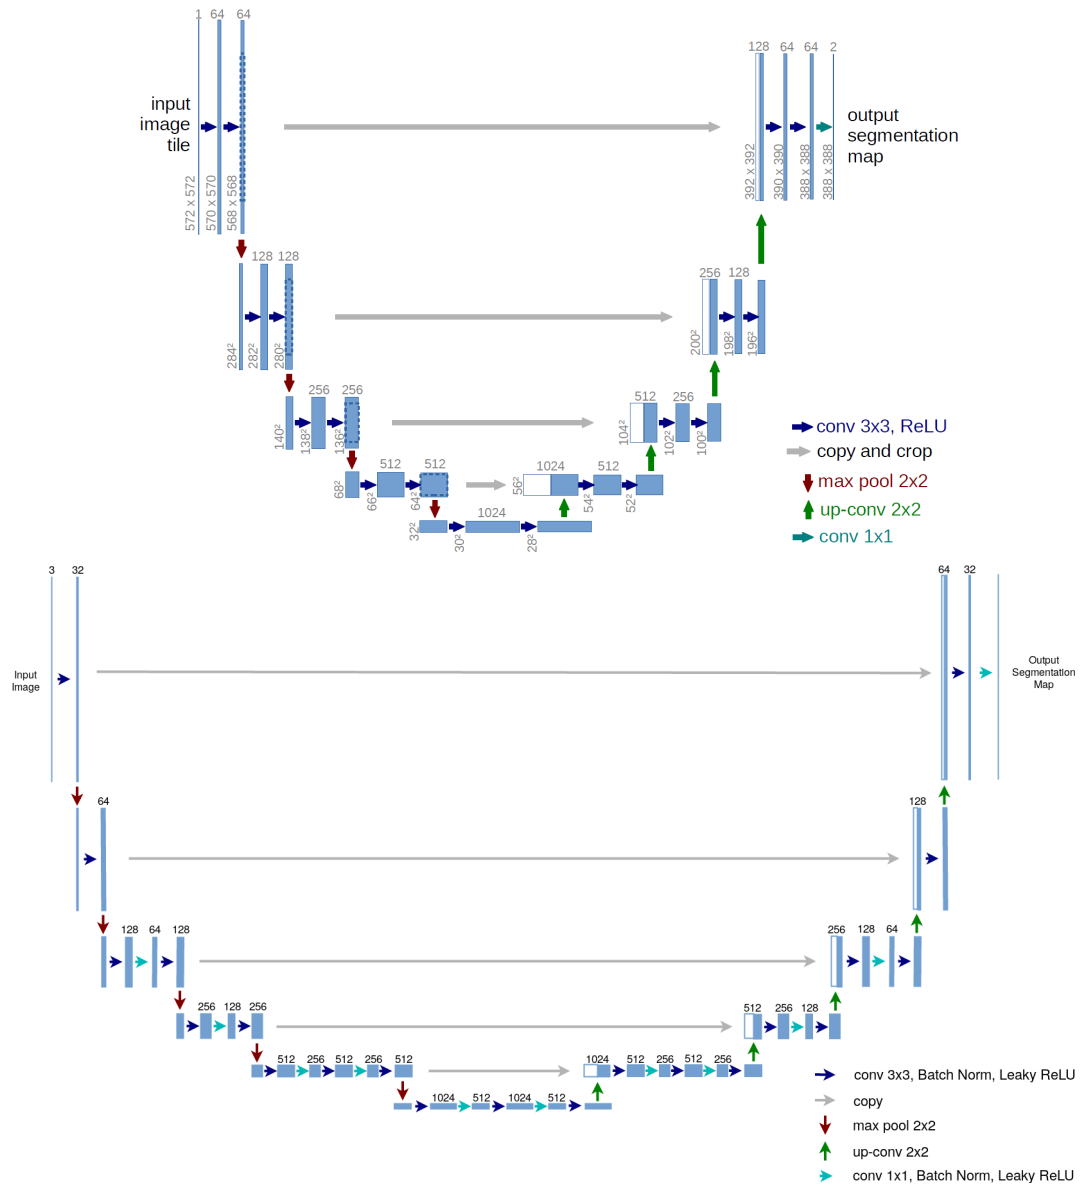 1 64 64
input
image
tile
572 x 572
570 x 570
568 x 568
128 64 64 2
output
segmentation
map
392 x 392
390 x 390
388 x 388
388 x 388
128 128
284²
282²
280²
256 128
200²
198²
196²
256 256
140²
138²
136²
512 256
104²
102²
100²
512 512
68²
66²
64²
1024 512
56²
54²
52²
1024
32²
30²
28²
conv 3x3, ReLU
copy and crop
max pool 2x2
up-conv 2x2
conv 1x1
3 32
Input
Image
64 32
Output
Segmentation
Map
64
128
128 64 128
256 128 64
256 128 256
512 256 128
512 256 512 256 512
1024 512 256 512 256
1024 512 1024 512
conv 3x3, Batch Norm, Leaky ReLU
copy
max pool 2x2
up-conv 2x2
conv 1x1, Batch Norm, Leaky ReLU